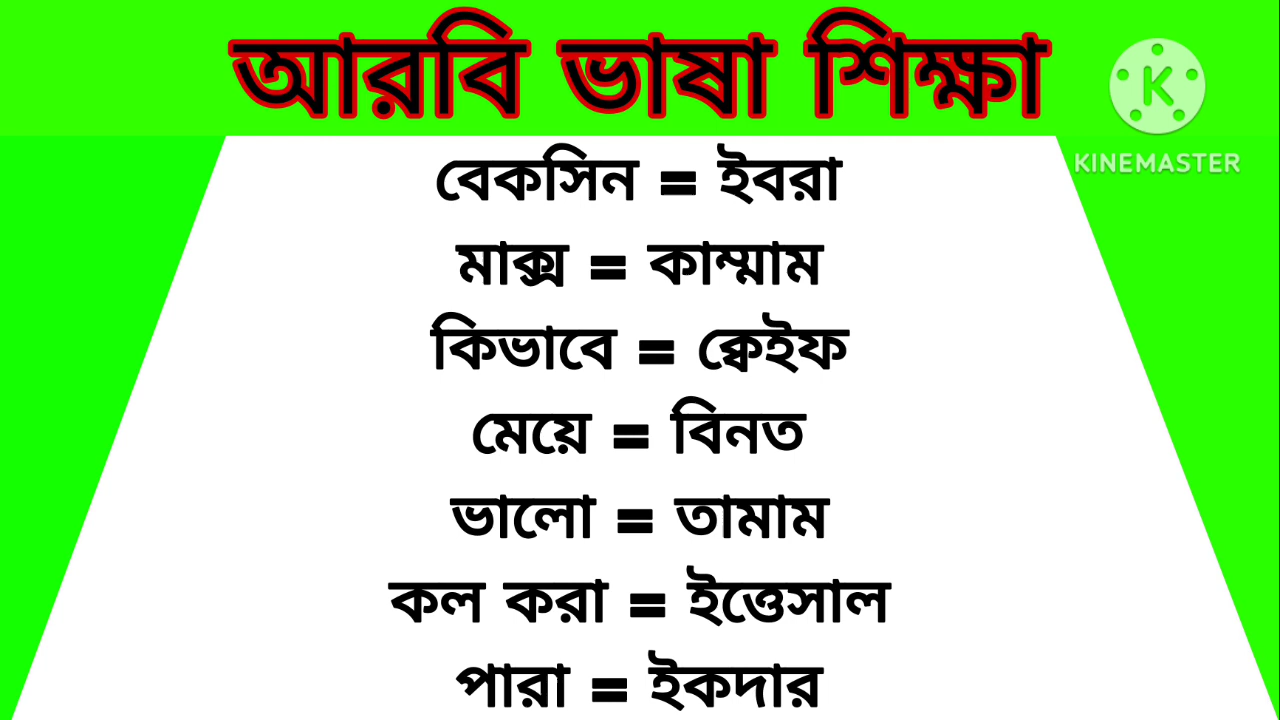 আরবি ভাষা শিক্ষা
K
KINEMASTER
বেকসিন = ইবরা
মাক্স = কাম্মাম
কিভাবে = ক্বেইফ
মেয়ে = বিনত
ভালো = তামাম
কল করা = ইত্তেসাল
পারা = ইকদার